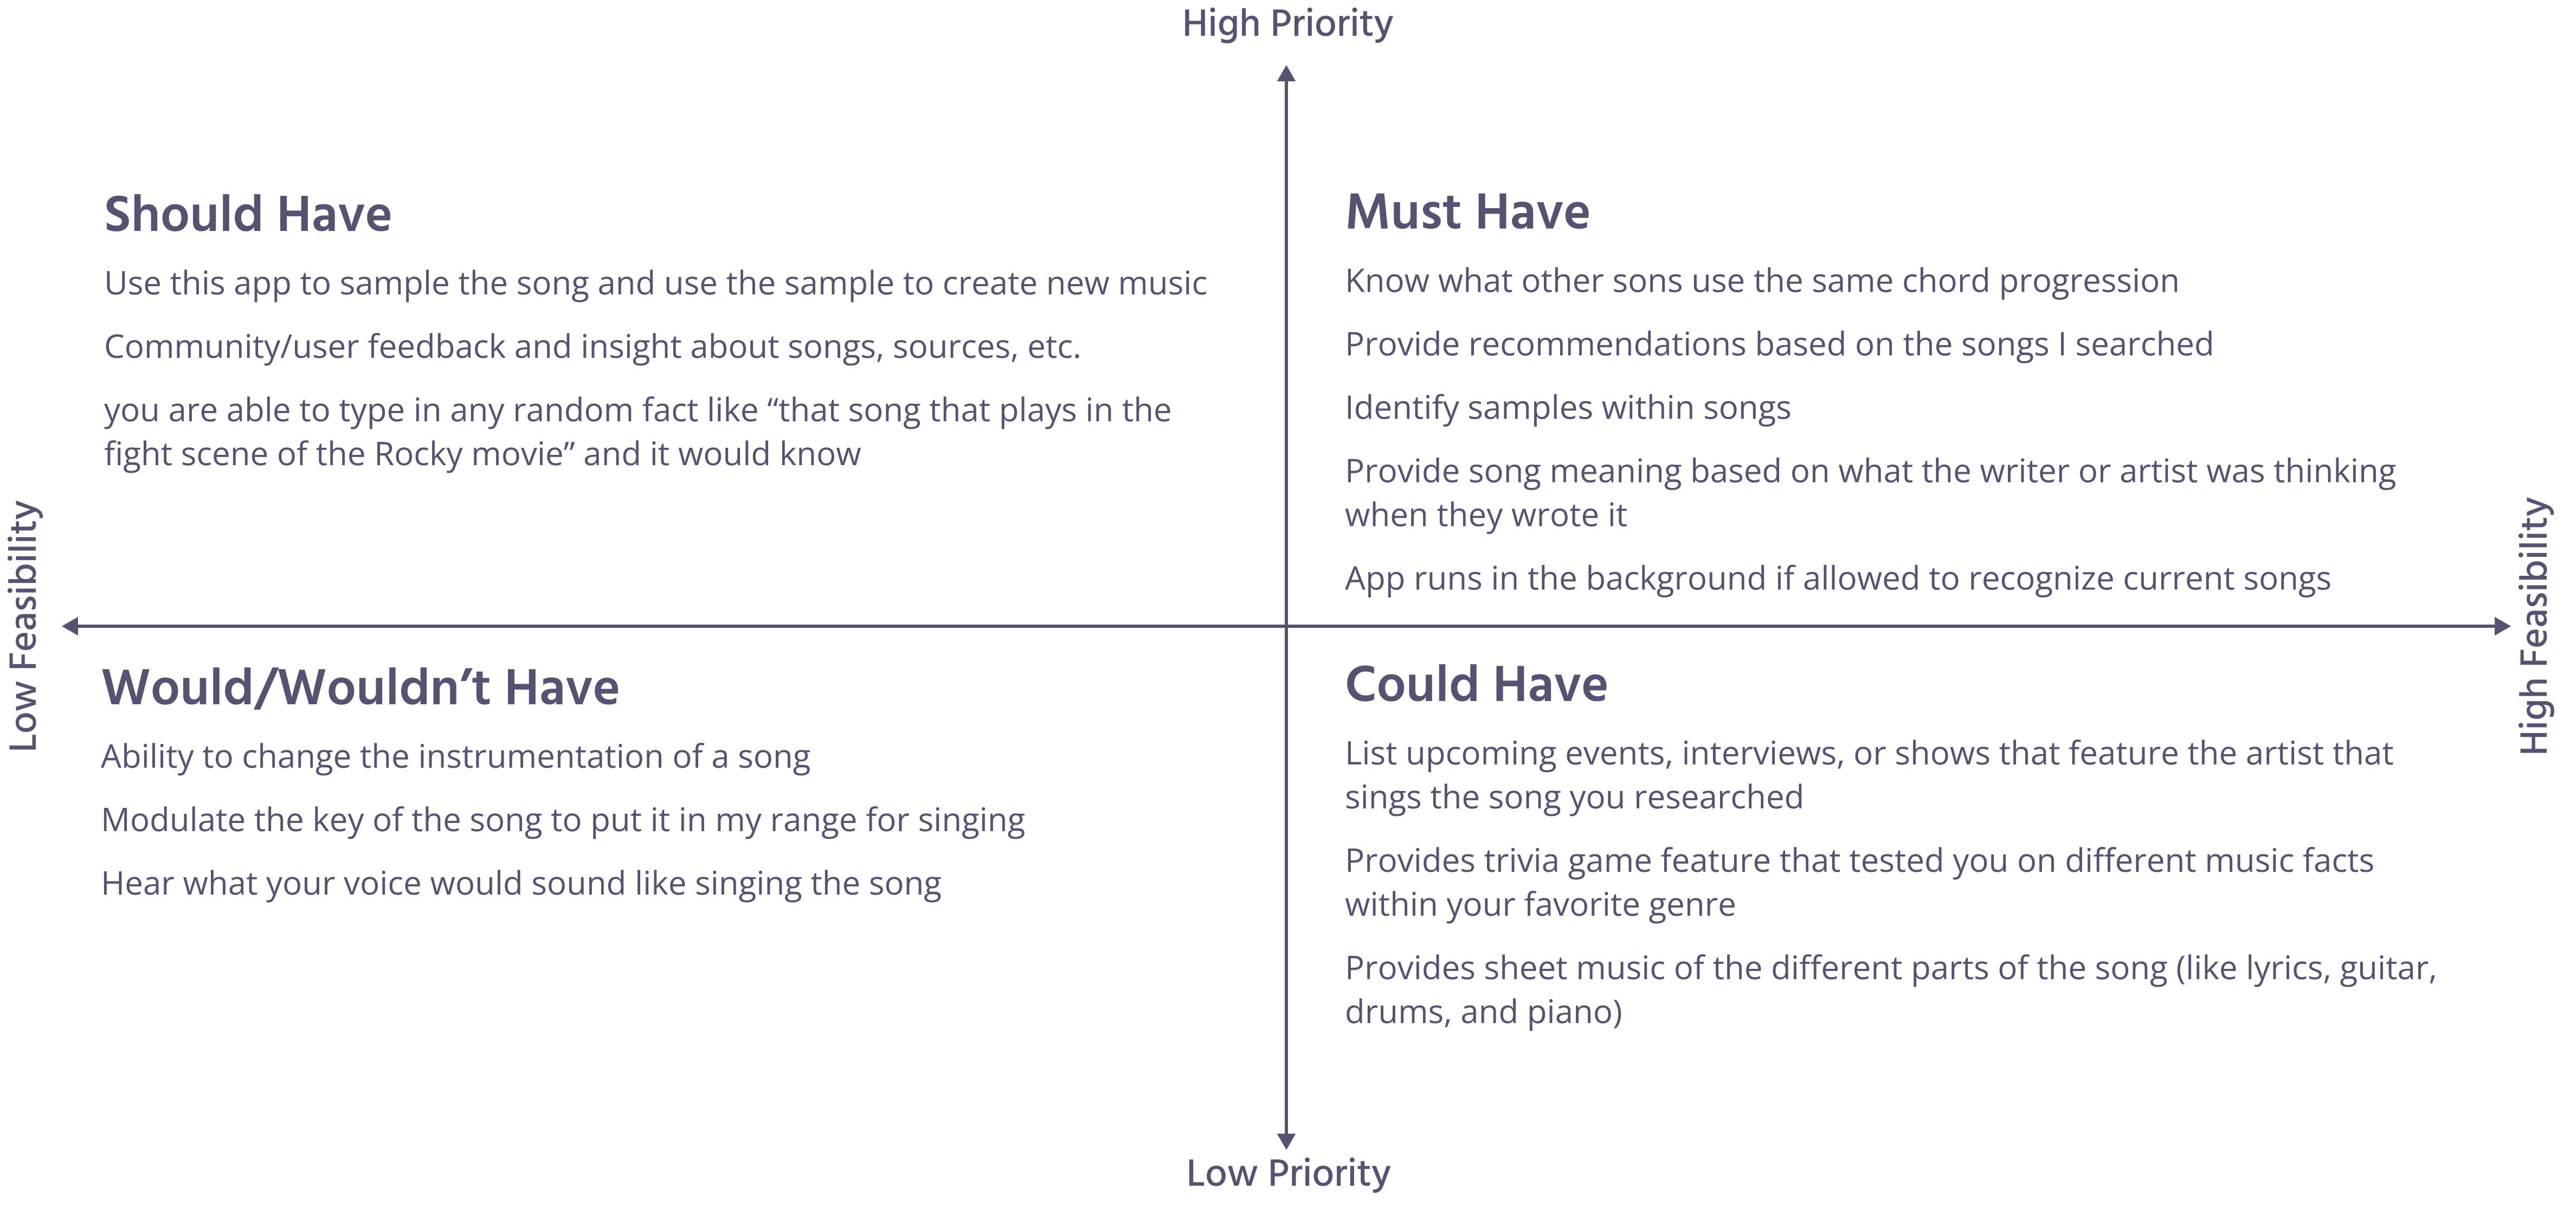 High Priority
Should Have
Use this app to sample the song and use the sample to create new music
Community/user feedback and insight about songs, sources, etc.
you are able to type in any random fact like “that song that plays in the
fight scene of the Rocky movie” and it would know
Must Have
Know what other sons use the same chord progression
Provide recommendations based on the songs I searched
Identify samples within songs
Provide song meaning based on what the writer or artist was thinking
when they wrote it
App runs in the background if allowed to recognize current songs
Low Feasibility
High Feasibility
Would/Wouldn’t Have
Ability to change the instrumentation of a song
Modulate the key of the song to put it in my range for singing
Hear what your voice would sound like singing the song
Could Have
List upcoming events, interviews, or shows that feature the artist that
sings the song you researched
Provides trivia game feature that tested you on different music facts
within your favorite genre
Provides sheet music of the different parts of the song (like lyrics, guitar,
drums, and piano)
Low Priority